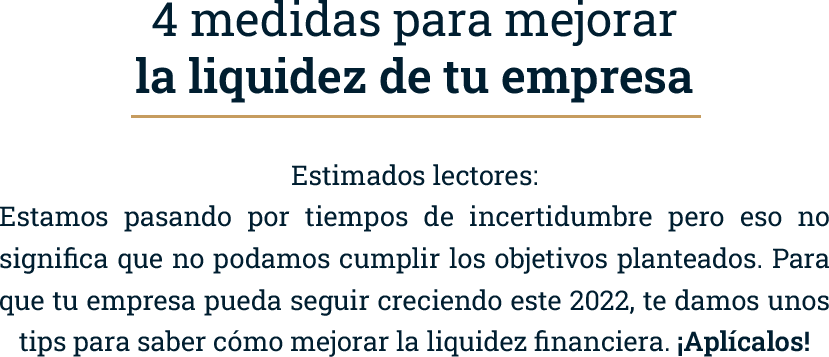 4 medidas para mejorar
la liquidez de tu empresa
Estimados lectores:
Estamos pasando por tiempos de incertidumbre pero eso no
significa que no podamos cumplir los objetivos planteados. Para
que tu empresa pueda seguir creciendo este 2022, te damos unos
tips para saber cómo mejorar la liquidez financiera. ¡Aplícalos!